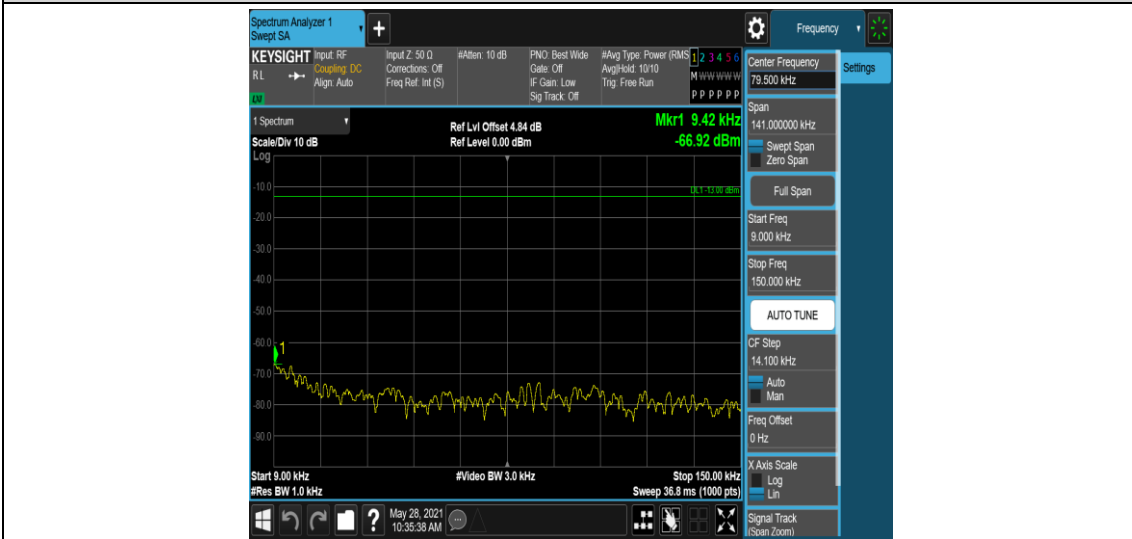 Spectrum Analyzer 1
Swept SA
+
Frequency
KEYSIGHT
RL
LNI
Input: RF
Coupling: DC
Align: Auto
Input Z: 50 Ω
Corrections: Off
Freq Ref: Int (S)
#Atten: 10 dB
PNO: Best Wide
Gate: Off
IF Gain: Low
Sig Track: Off
#Avg Type: Power (RMS
Avg|Hold: 10/10
Trig: Free Run
1 2 3 4 5 6
M W W W W W
P P P P P P
1 Spectrum
Scale/Div 10 dB
Log
Ref Lvl Offset 4.84 dB
Ref Level 0.00 dBm
Mkr1 9.42 kHz
-66.92 dBm
-10.0
DL1 -13.00 dBm
-20.0
-30.0
-40.0
-50.0
-60.0
1
-70.0
-80.0
-90.0
Start 9.00 kHz
#Res BW 1.0 kHz
#Video BW 3.0 kHz
Stop 150.00 kHz
Sweep 36.8 ms (1000 pts)
Center Frequency
79.500 kHz
Settings
Span
141.000000 kHz
Swept Span
Zero Span
Full Span
Start Freq
9.000 kHz
Stop Freq
150.000 kHz
AUTO TUNE
CF Step
14.100 kHz
Auto
Man
Freq Offset
0 Hz
X Axis Scale
Log
Lin
Signal Track
(Span Zoom)
?
May 28, 2021
10:35:38 AM